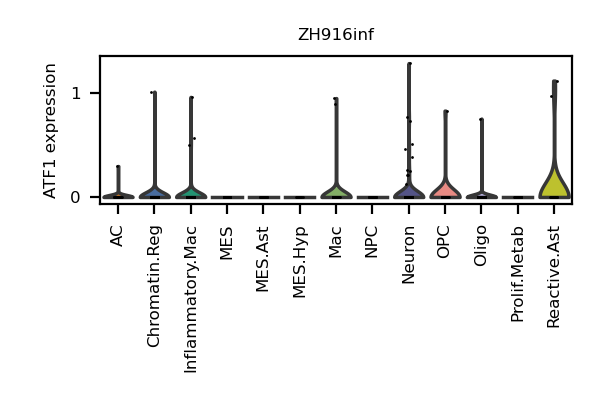 ZH916inf
ATF1 expression
1
0
AC
Chromatin.Reg
Inflammatory.Mac
MES
MES.Ast
MES.Hyp
Mac
NPC
Neuron
OPC
Oligo
Prolif.Metab
Reactive.Ast